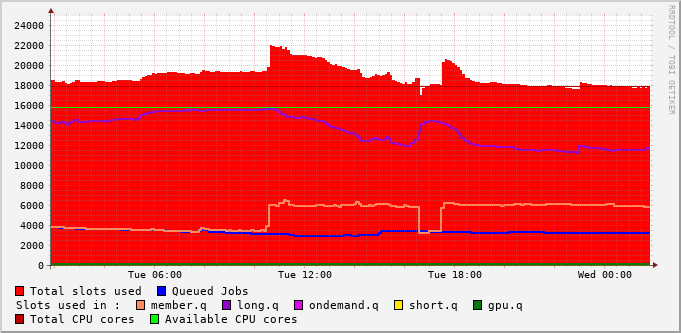 24000
22000
20000
18000
16000
14000
12000
10000
8000
6000
4000
2000
0
Tue 06:00 Tue 12:00 Tue 18:00 Wed 00:00
Total slots used Queued Jobs
Slots used in : member.q long.q ondemand.q short.q gpu.q
Total CPU cores Available CPU cores
RRDTOOL / TOBI OETIKER